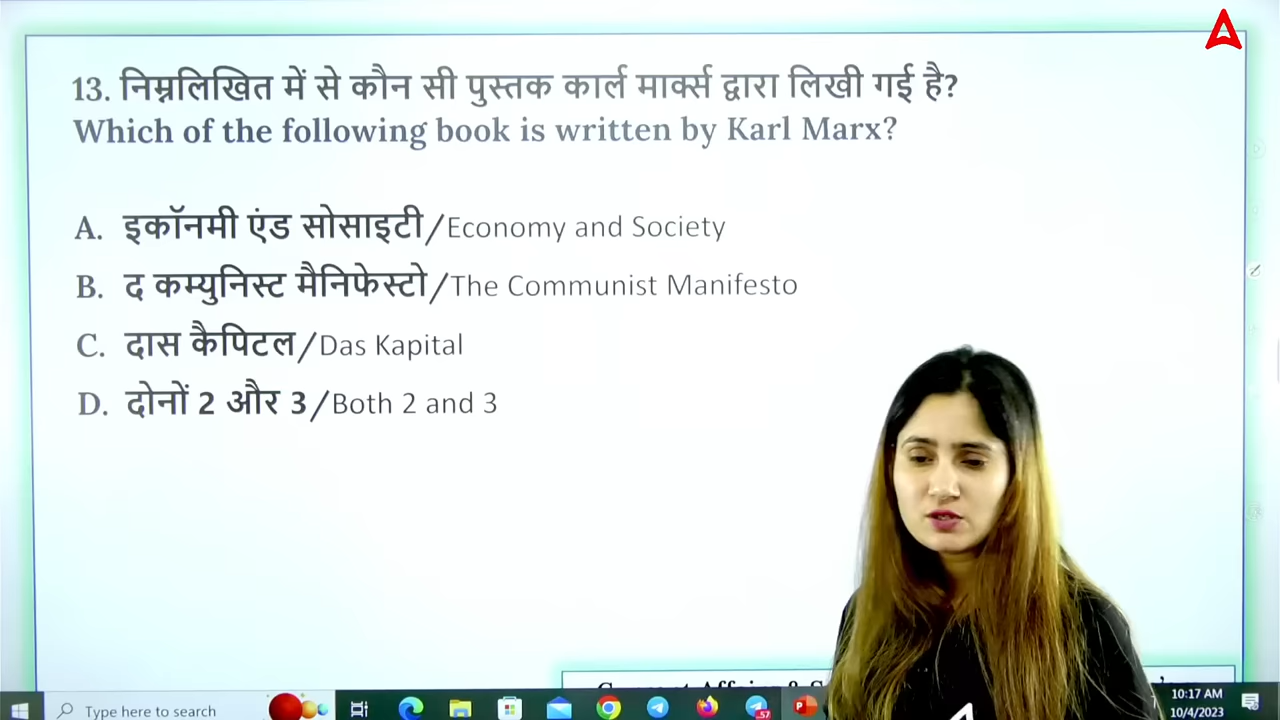 13. निम्नलिखित में से कौन सी पुस्तक कार्ल मार्क्स द्वारा लिखी गई है?
Which of the following book is written by Karl Marx?
A. इकॉनमी एंड सोसाइटी/Economy and Society
B. द कम्युनिस्ट मैनिफेस्टो/The Communist Manifesto
C. दास कैपिटल/Das Kapital
D. दोनों 2 और 3/Both 2 and 3
Type here to search
57
10:17 AM
10/4/2023